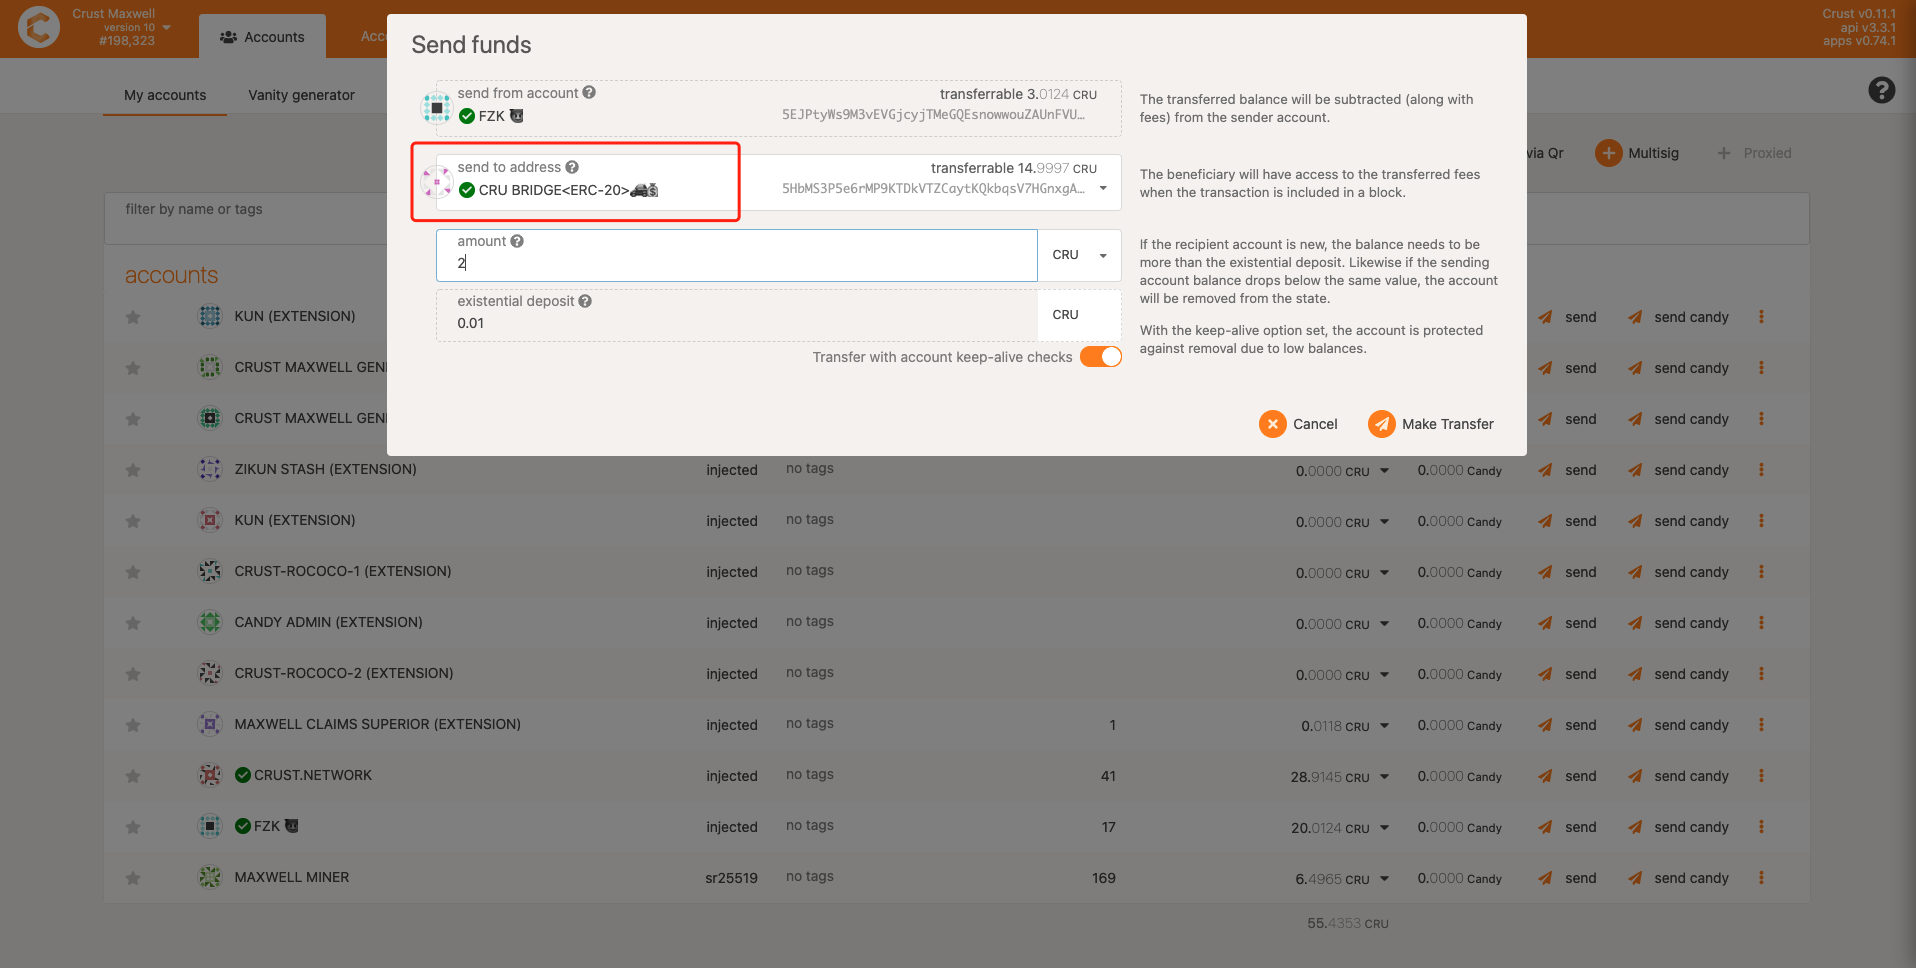 Crust Maxwell
version 10
#198,323
Accounts
Acc
Crust v0.11.1
api v3.3.1
apps v0.74.1
My accounts
Vanity generator
via Qr
Multisig
Proxied
filter by name or tags
Send funds
send from account
transferrable 3.0124 CRU
FZK
5EJPtyWs9M3vEVGjcyjTMeGQEsnowwouZAUnFVU…
The transferred balance will be subtracted (along with
fees) from the sender account.
send to address
transferrable 14.9997 CRU
CRU BRIDGE<ERC-20>
5HbMS3P5e6rMP9KTDkVTZCaytKQkbqsV7HGnxgA…
The beneficiary will have access to the transferred fees
when the transaction is included in a block.
amount
2
CRU
If the recipient account is new, the balance needs to be
more than the existential deposit. Likewise if the sending
account balance drops below the same value, the account
will be removed from the state.
existential deposit
0.01
CRU
With the keep-alive option set, the account is protected
against removal due to low balances.
Transfer with account keep-alive checks
Cancel
Make Transfer
accounts
KUN (EXTENSION) send send candy
CRUST MAXWELL GEN send send candy
CRUST MAXWELL GEN send send candy
ZIKUN STASH (EXTENSION) injected no tags 0.0000 CRU 0.0000 Candy send send candy
KUN (EXTENSION) injected no tags 0.0000 CRU 0.0000 Candy send send candy
CRUST-ROCOCO-1 (EXTENSION) injected no tags 0.0000 CRU 0.0000 Candy send send candy
CANDY ADMIN (EXTENSION) injected no tags 0.0000 CRU 0.0000 Candy send send candy
CRUST-ROCOCO-2 (EXTENSION) injected no tags 0.0000 CRU 0.0000 Candy send send candy
MAXWELL CLAIMS SUPERIOR (EXTENSION) injected no tags 1 0.0118 CRU 0.0000 Candy send send candy
CRUST.NETWORK injected no tags 41 28.9145 CRU 0.0000 Candy send send candy
FZK injected no tags 17 20.0124 CRU 0.0000 Candy send send candy
MAXWELL MINER sr25519 no tags 169 6.4965 CRU 0.0000 Candy send send candy
55.4353 CRU